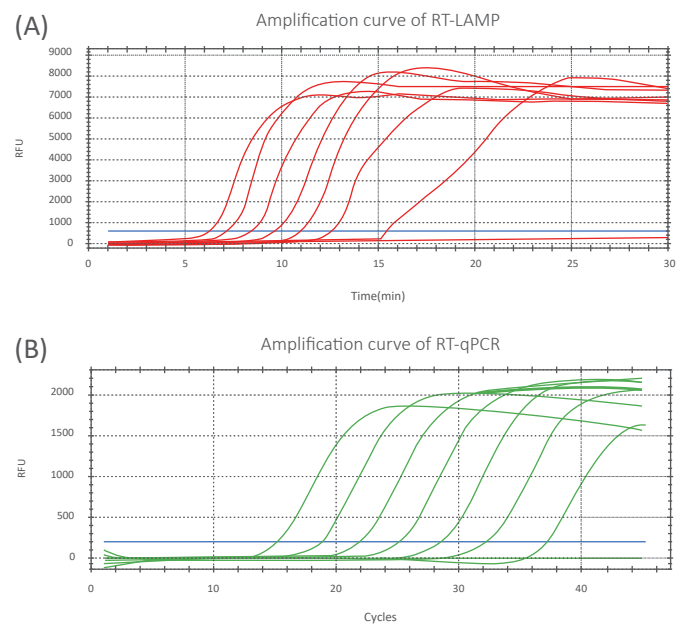 (A)
Amplification curve of RT-LAMP
9000
8000
7000
6000
5000
4000
3000
2000
1000
0
RFU
0 5 10 15 20 25 30
Time(min)
(B)
Amplification curve of RT-qPCR
2000
1500
1000
500
0
RFU
0 10 20 30 40
Cycles